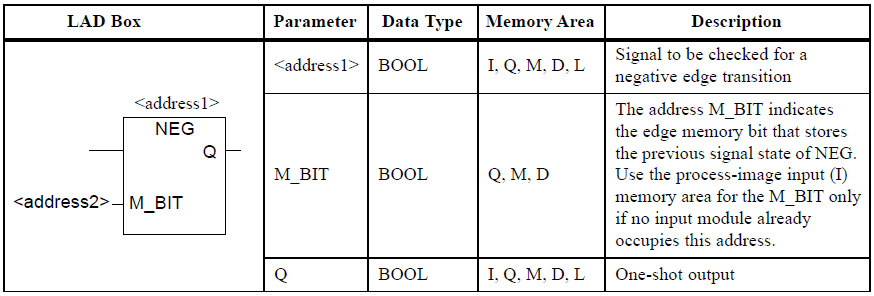 LAD Box Parameter Data Type Memory Area Description
<address1>
NEG
Q
<address2> M_BIT
<address1> BOOL I, Q, M, D, L
Signal to be checked for a
negative edge transition
M_BIT BOOL Q, M, D
The address M_BIT indicates
the edge memory bit that stores
the previous signal state of NEG.
Use the process-image input (I)
memory area for the M_BIT only
if no input module already
occupies this address.
Q BOOL I, Q, M, D, L One-shot output